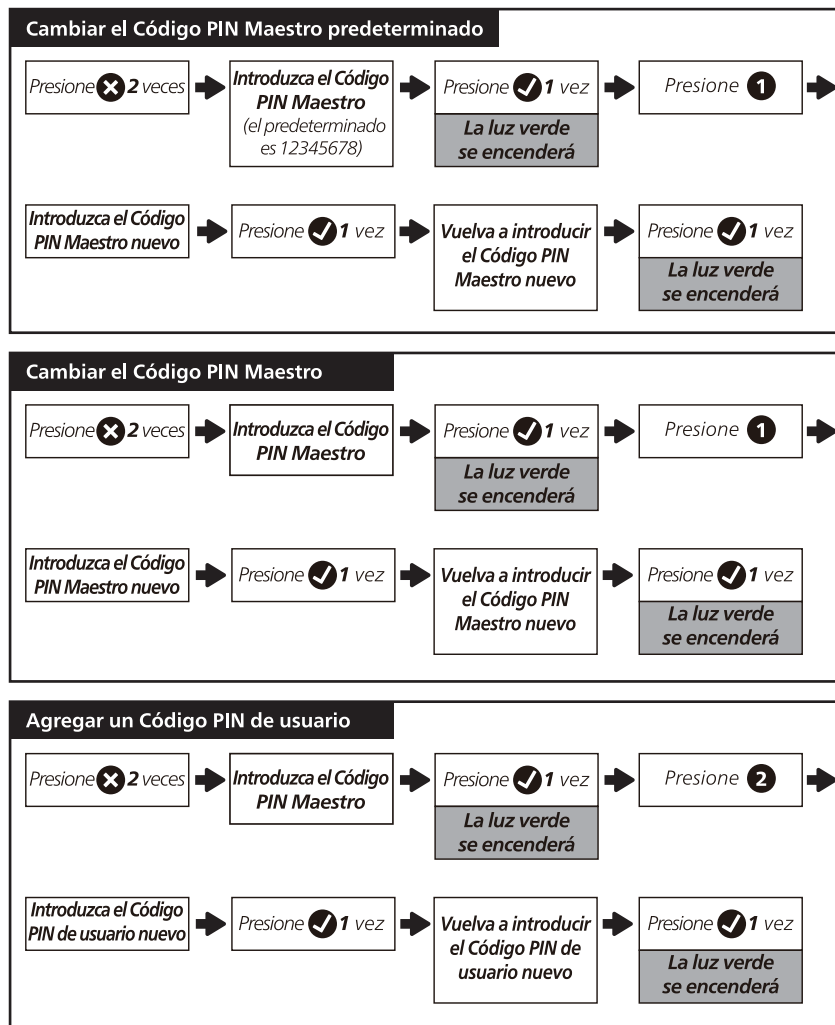 Cambiar el Código PIN Maestro predeterminado
Presione 2 veces
Introduzca el Código
PIN Maestro
(el predeterminado
es 12345678)
Presione 1 vez
La luz verde
se encenderá
Presione 1
Introduzca el Código
PIN Maestro nuevo
Presione 1 vez
Vuelva a introducir
el Código PIN
Maestro nuevo
Presione 1 vez
La luz verde
se encenderá
Cambiar el Código PIN Maestro
Presione 2 veces
Introduzca el Código
PIN Maestro
Presione 1 vez
La luz verde
se encenderá
Presione 1
Introduzca el Código
PIN Maestro nuevo
Presione 1 vez
Vuelva a introducir
el Código PIN
Maestro nuevo
Presione 1 vez
La luz verde
se encenderá
Agregar un Código PIN de usuario
Presione 2 veces
Introduzca el Código
PIN Maestro
Presione 1 vez
La luz verde
se encenderá
Presione 2
Introduzca el Código
PIN de usuario nuevo
Presione 1 vez
Vuelva a introducir
el Código PIN de
usuario nuevo
Presione 1 vez
La luz verde
se encenderá